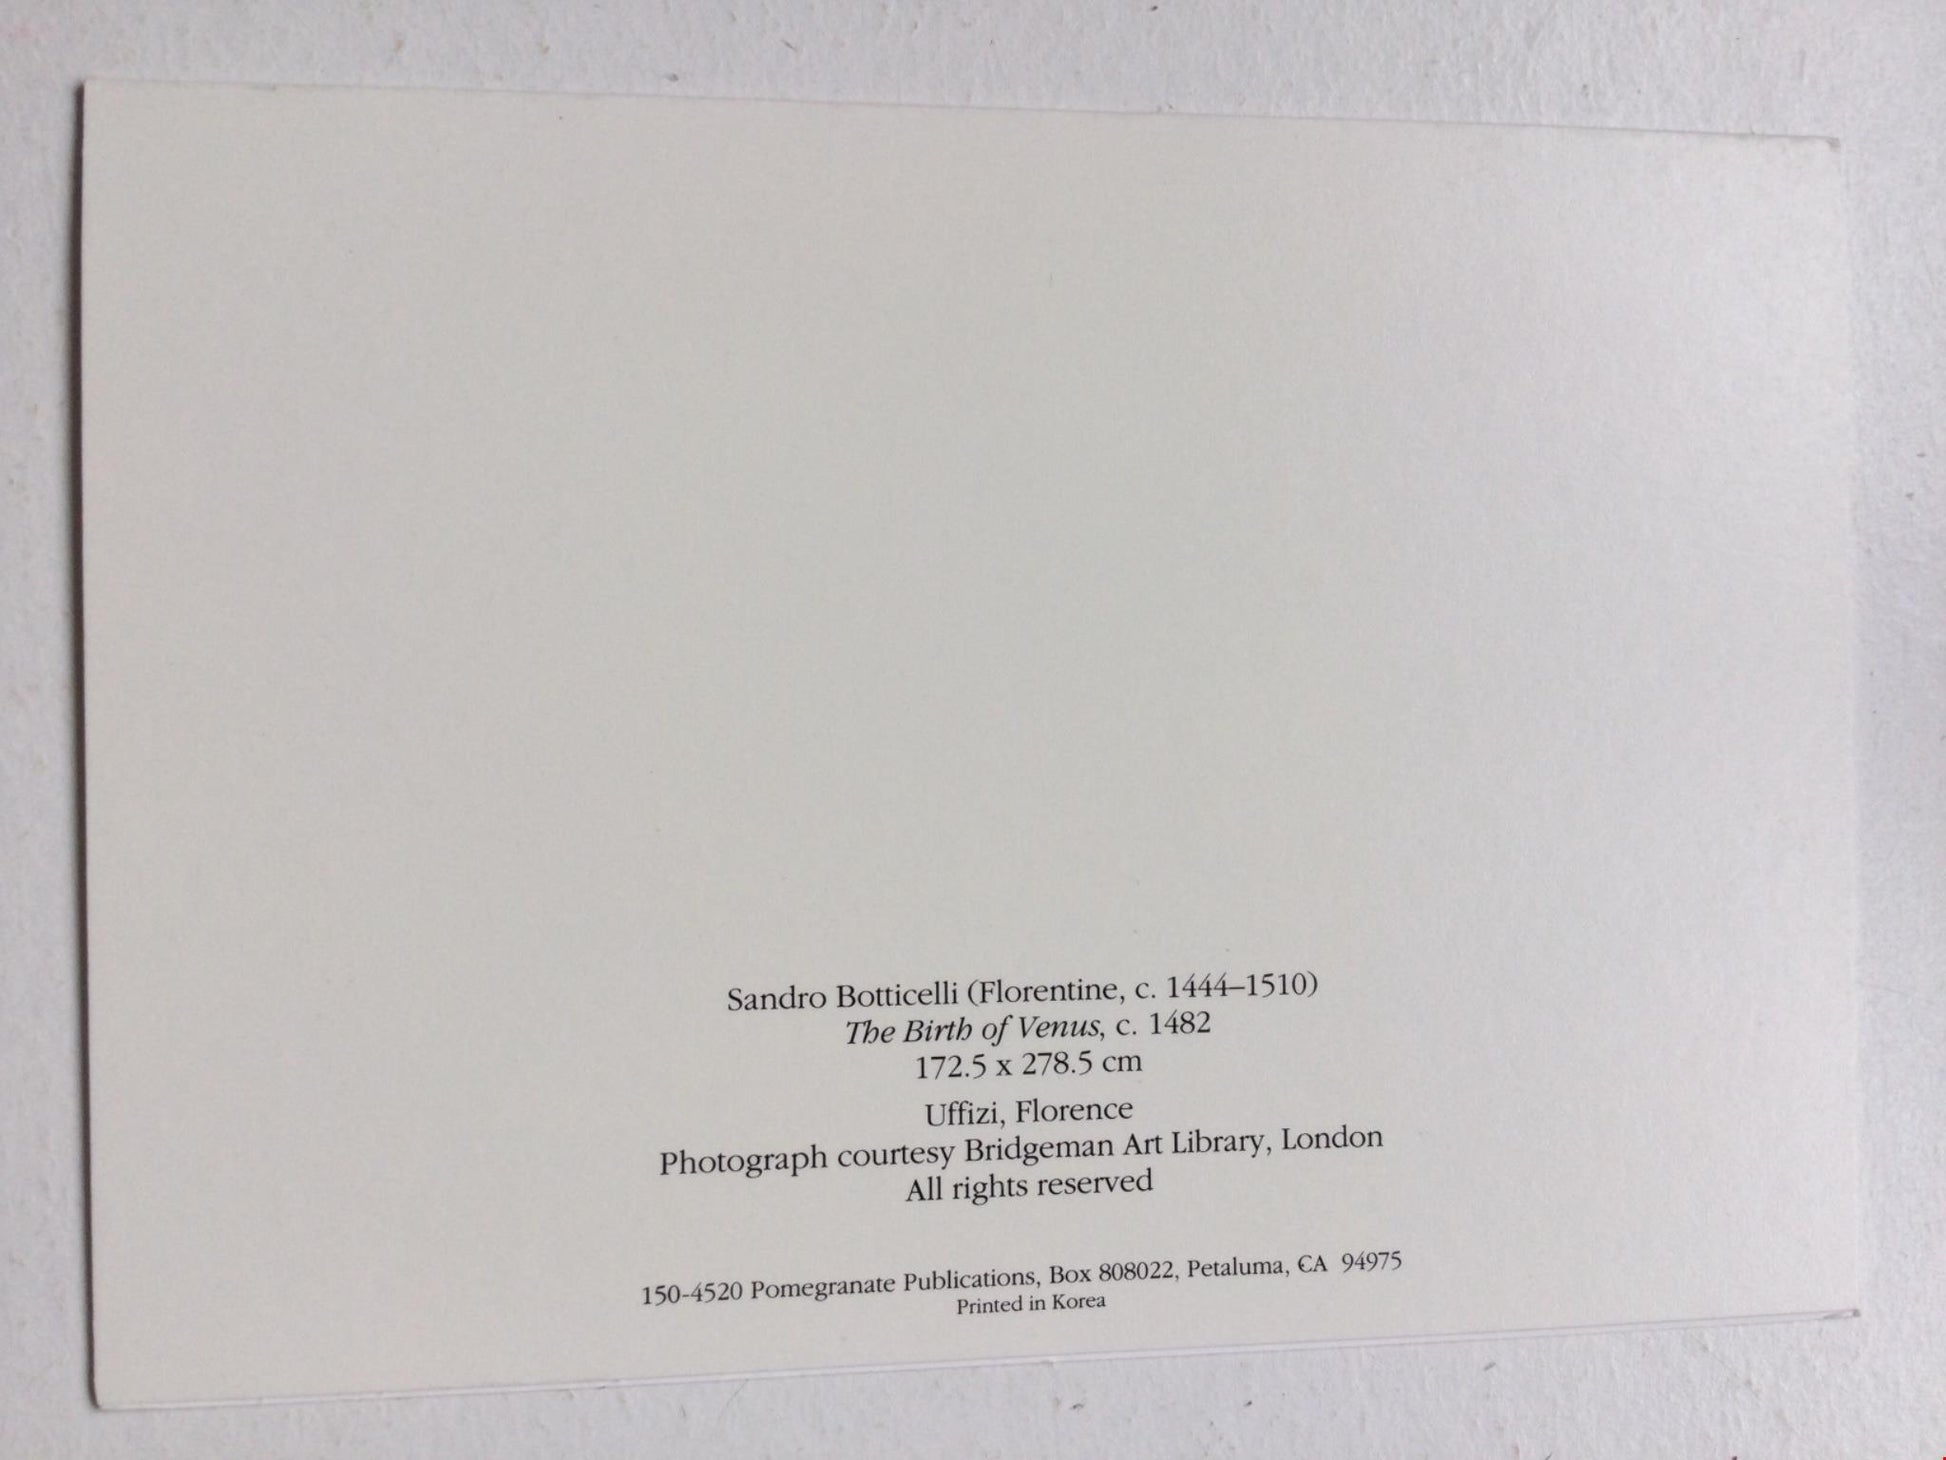 Sandro Botticelli (Florentine, c. 1444–1510)
The Birth of Venus, c. 1482
172.5 x 278.5 cm
Uffizi, Florence
Photograph courtesy Bridgeman Art Library, London
All rights reserved
150-4520 Pomegranate Publications, Box 808022, Petaluma, CA 94975
Printed in Korea